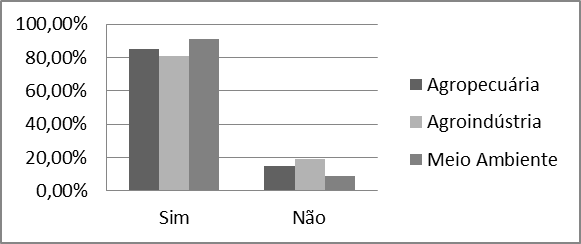 100,00%
80,00%
60,00%
40,00%
20,00%
0,00%
Sim
Não
Agropecuária
Agroindústria
Meio Ambiente